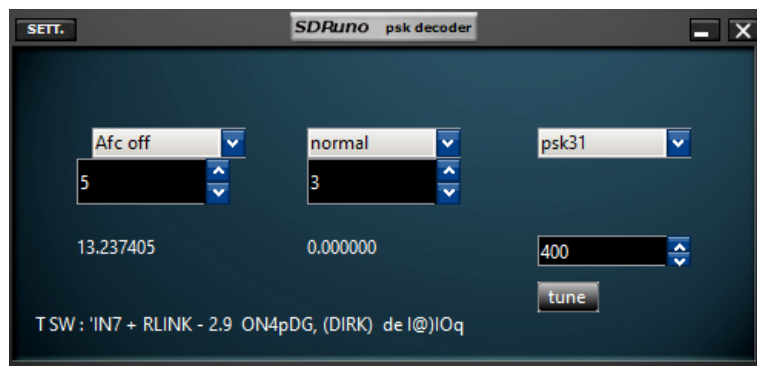 SETT. SDRuno psk decoder
Afc off normal psk31
5 3
13.237405 0.000000 400
tune
T SW : 'IN7 + RLINK - 2.9 ON4pDG, (DIRK) de I@)IOq